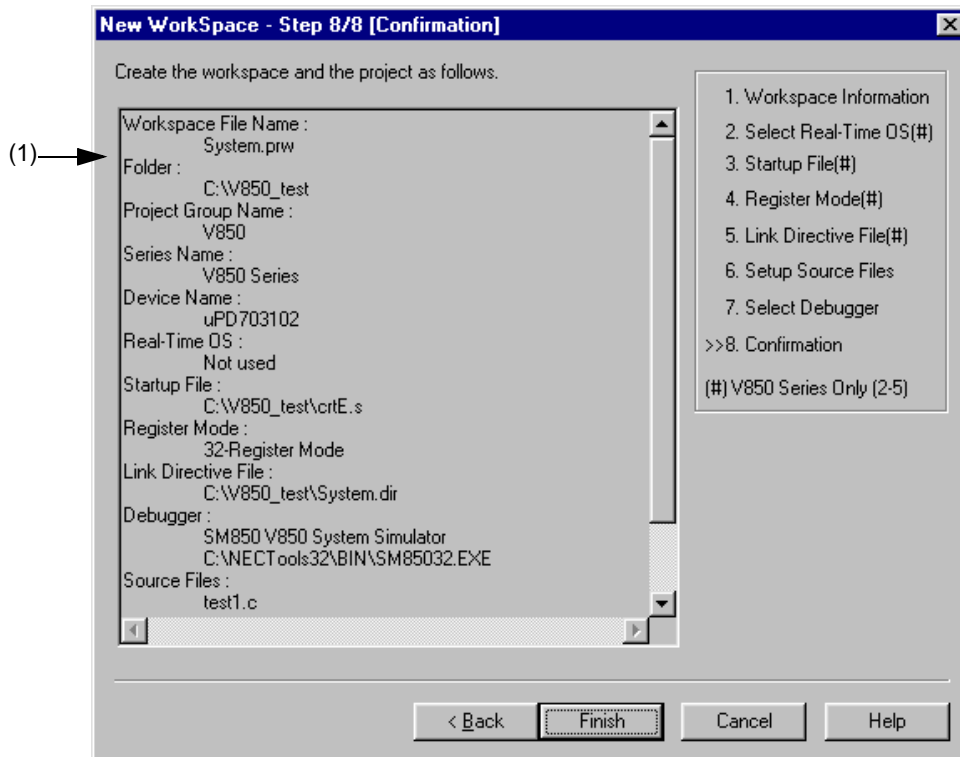 New WorkSpace - Step 8/8 [Confirmation]
Create the workspace and the project as follows.
(1)
Workspace File Name :
System.prw
Folder :
C:\V850_test
Project Group Name :
V850
Series Name :
V850 Series
Device Name :
uPD703102
Real-Time OS :
Not used
Startup File :
C:\V850_test\crtE.s
Register Mode :
32-Register Mode
Link Directive File :
C:\V850_test\System.dir
Debugger :
SM850 V850 System Simulator
C:\NECTools32\BIN\SM85032.EXE
Source Files :
test1.c
1. Workspace Information
2. Select Real-Time OS(#)
3. Startup File(#)
4. Register Mode(#)
5. Link Directive File(#)
6. Setup Source Files
7. Select Debugger
>>8. Confirmation
(#) V850 Series Only (2-5)
< Back
Finish
Cancel
Help